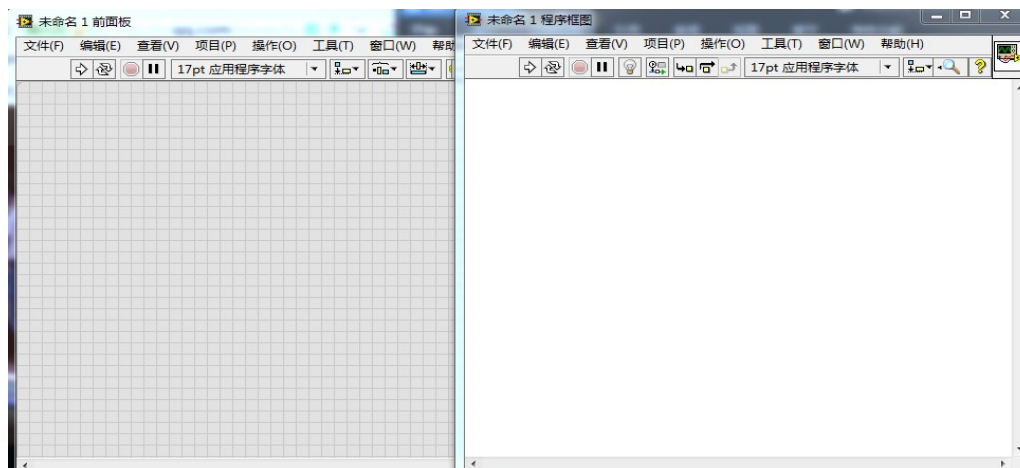 未命名 1 前面板
文件(F) 编辑(E) 查看(V) 项目(P) 操作(O) 工具(T) 窗口(W) 帮助
17pt 应用程序字体
未命名 1 程序框图
文件(F) 编辑(E) 查看(V) 项目(P) 操作(O) 工具(T) 窗口(W) 帮助(H)
17pt 应用程序字体